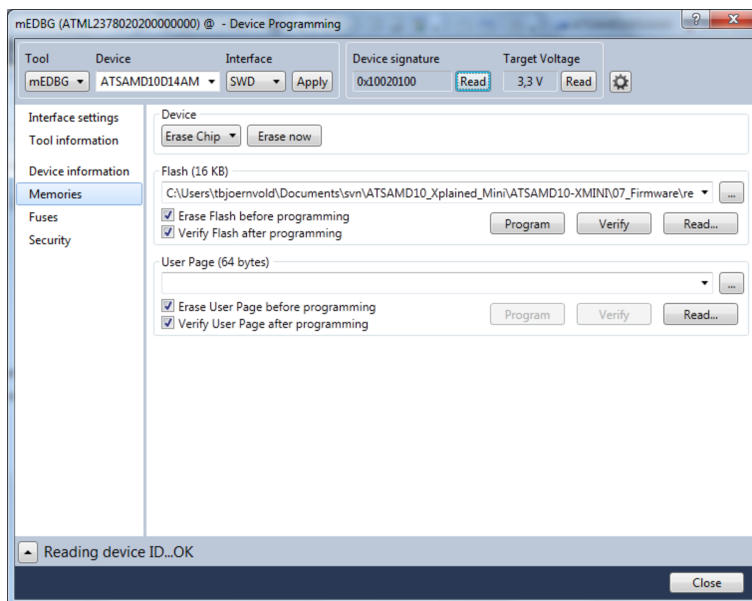 mEDBG (ATML2378020200000000) @ - Device Programming
Tool Device Interface Device signature Target Voltage
mEDBG ATSAMD10D14AM SWD Apply 0x10020100 Read 3,3 V Read
Interface settings
Tool information
Device information
Memories
Fuses
Security
Device
Erase Chip Erase now
Flash (16 KB)
C:\Users\tbjoernvold\Documents\svn\ATSAMD10_Xplained_Mini\ATSAMD10-XMINI\07_Firmware\re ...
Erase Flash before programming
Verify Flash after programming
Program Verify Read...
User Page (64 bytes)
...
Erase User Page before programming
Verify User Page after programming
Program Verify Read...
Reading device ID...OK
Close